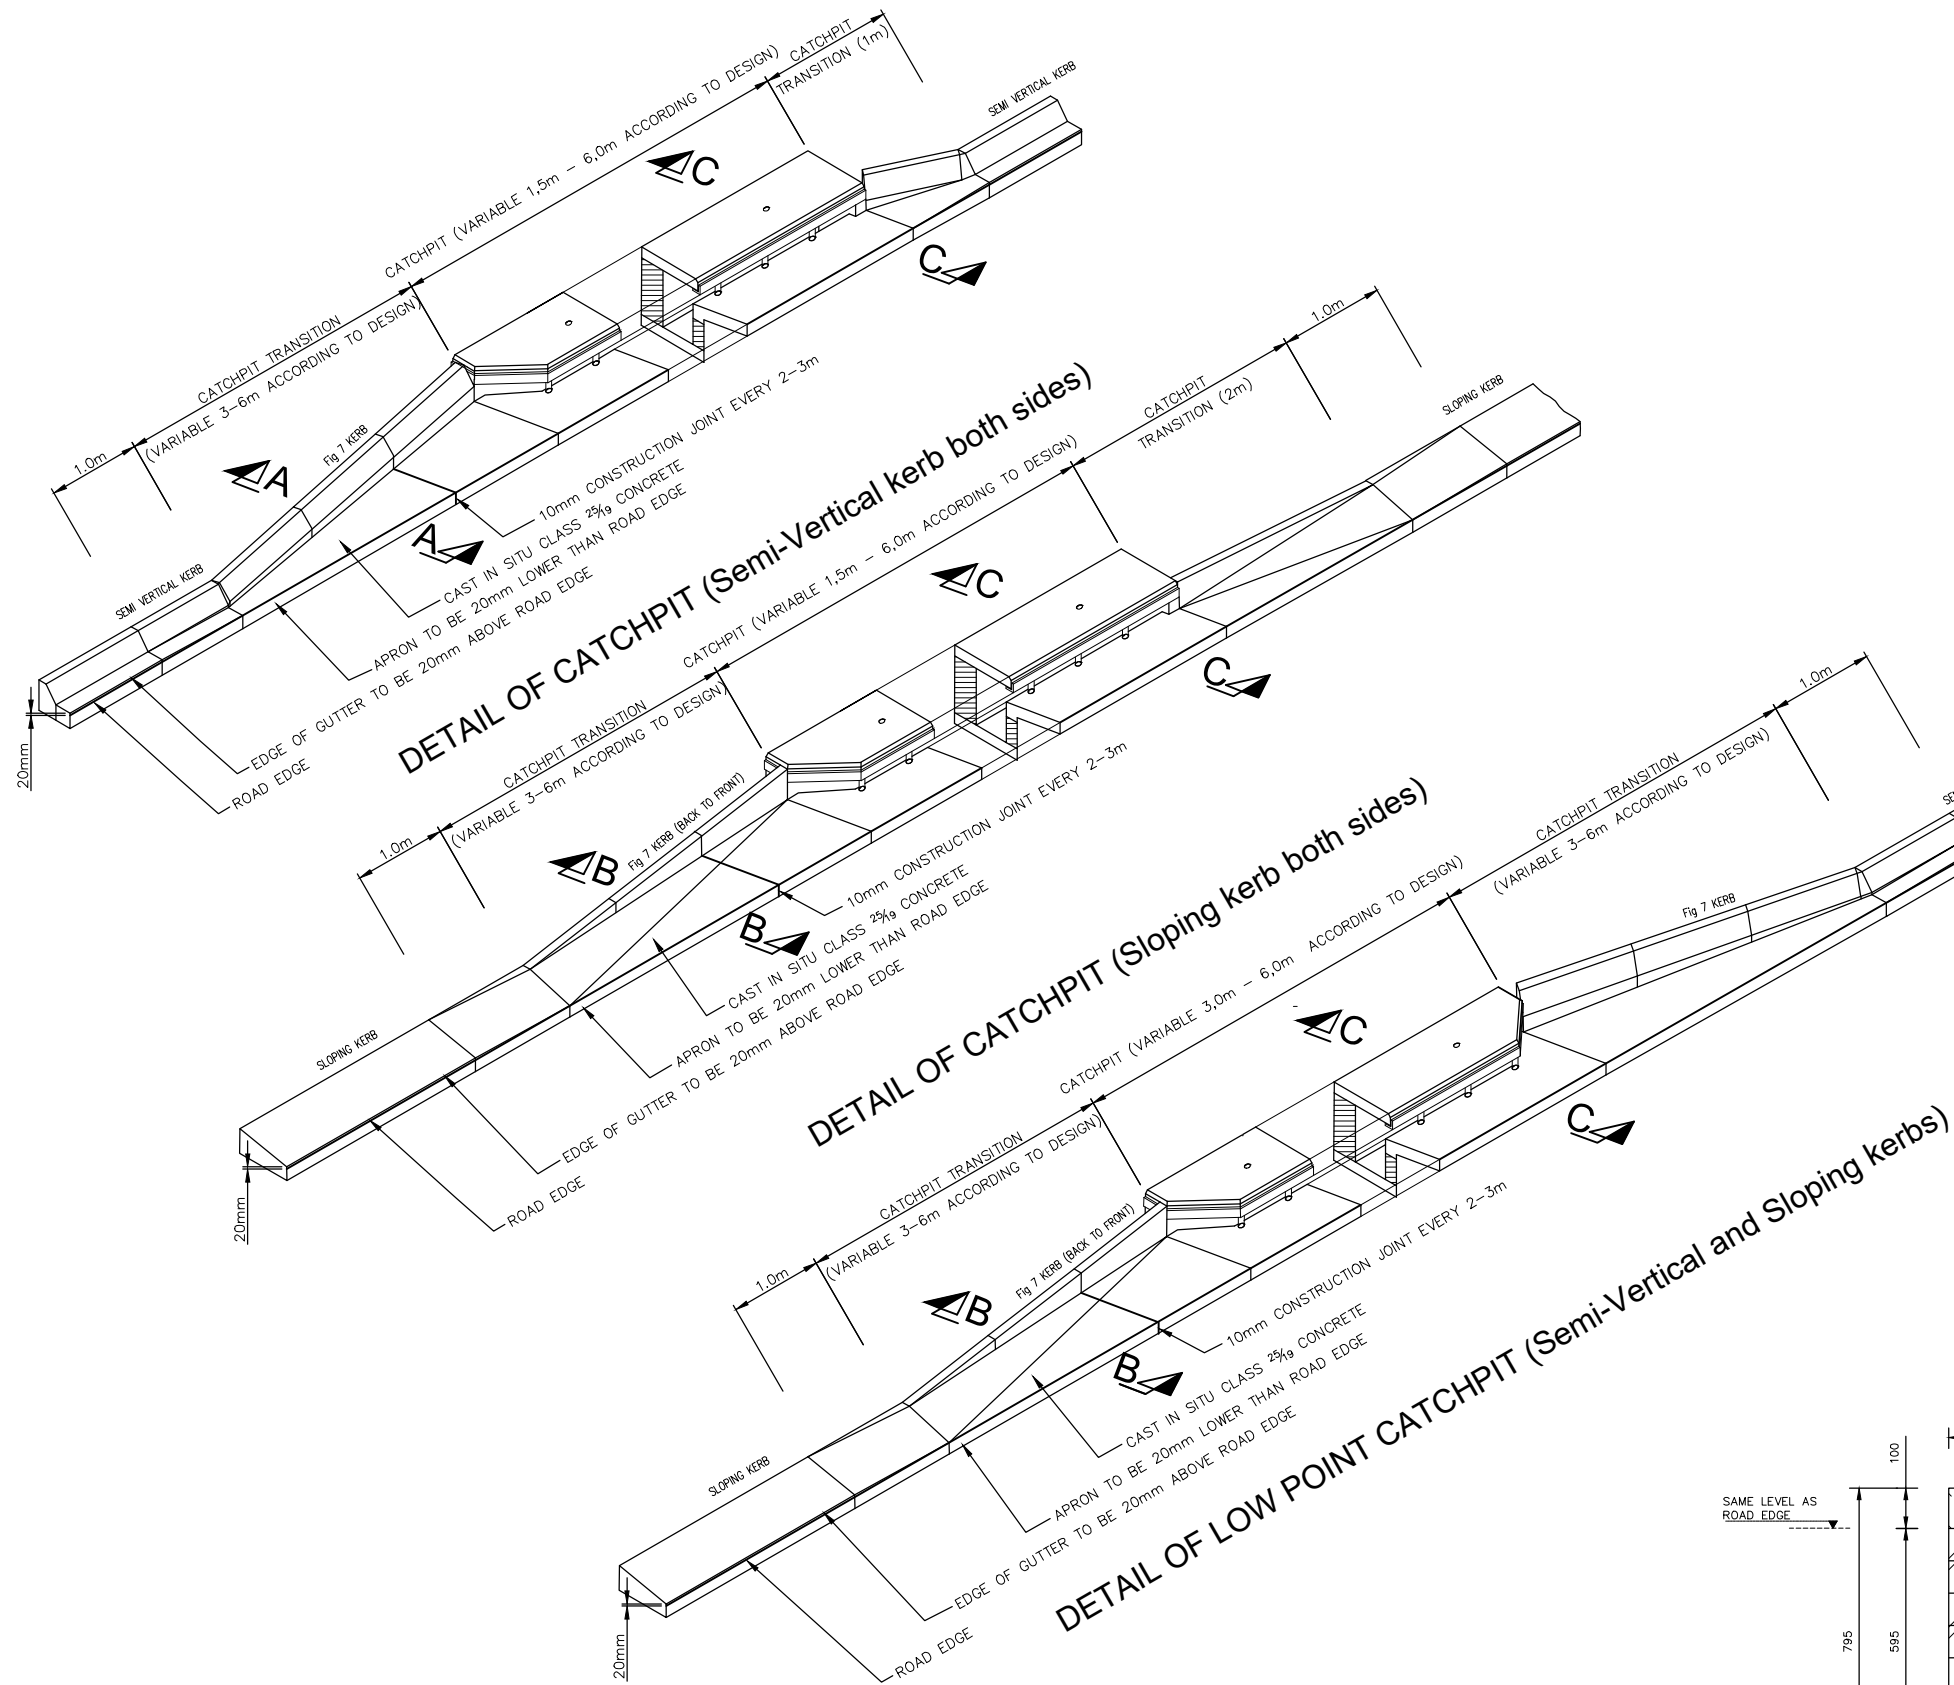 CATCHPIT
TRANSITION (1m)
CATCHPIT (VARIABLE 1,5m – 6,0m ACCORDING TO DESIGN)
CATCHPIT TRANSITION
(VARIABLE 3–6m ACCORDING TO DESIGN)
1.0m
SEMI VERTICAL KERB
C
C
Fig 7 KERB
A
A
SEMI VERTICAL KERB
10mm CONSTRUCTION JOINT EVERY 2–3m
CAST IN SITU CLASS 25/19 CONCRETE
APRON TO BE 20mm LOWER THAN ROAD EDGE
EDGE OF GUTTER TO BE 20mm ABOVE ROAD EDGE
ROAD EDGE
20mm
DETAIL OF CATCHPIT (Semi-Vertical kerb both sides)
1.0m
CATCHPIT
TRANSITION (2m)
CATCHPIT (VARIABLE 1,5m – 6,0m ACCORDING TO DESIGN)
CATCHPIT TRANSITION
(VARIABLE 3–6m ACCORDING TO DESIGN)
1.0m
SLOPING KERB
C
C
Fig 7 KERB (BACK TO FRONT)
B
B
SLOPING KERB
10mm CONSTRUCTION JOINT EVERY 2–3m
CAST IN SITU CLASS 25/19 CONCRETE
APRON TO BE 20mm LOWER THAN ROAD EDGE
EDGE OF GUTTER TO BE 20mm ABOVE ROAD EDGE
ROAD EDGE
20mm
DETAIL OF CATCHPIT (Sloping kerb both sides)
1.0m
CATCHPIT TRANSITION
(VARIABLE 3–6m ACCORDING TO DESIGN)
CATCHPIT (VARIABLE 3,0m – 6,0m ACCORDING TO DESIGN)
CATCHPIT TRANSITION
(VARIABLE 3–6m ACCORDING TO DESIGN)
1.0m
Fig 7 KERB
C
C
Fig 7 KERB (BACK TO FRONT)
B
B
SLOPING KERB
10mm CONSTRUCTION JOINT EVERY 2–3m
CAST IN SITU CLASS 25/19 CONCRETE
APRON TO BE 20mm LOWER THAN ROAD EDGE
EDGE OF GUTTER TO BE 20mm ABOVE ROAD EDGE
ROAD EDGE
20mm
DETAIL OF LOW POINT CATCHPIT (Semi-Vertical and Sloping kerbs)
SAME LEVEL AS
ROAD EDGE
100
795
595